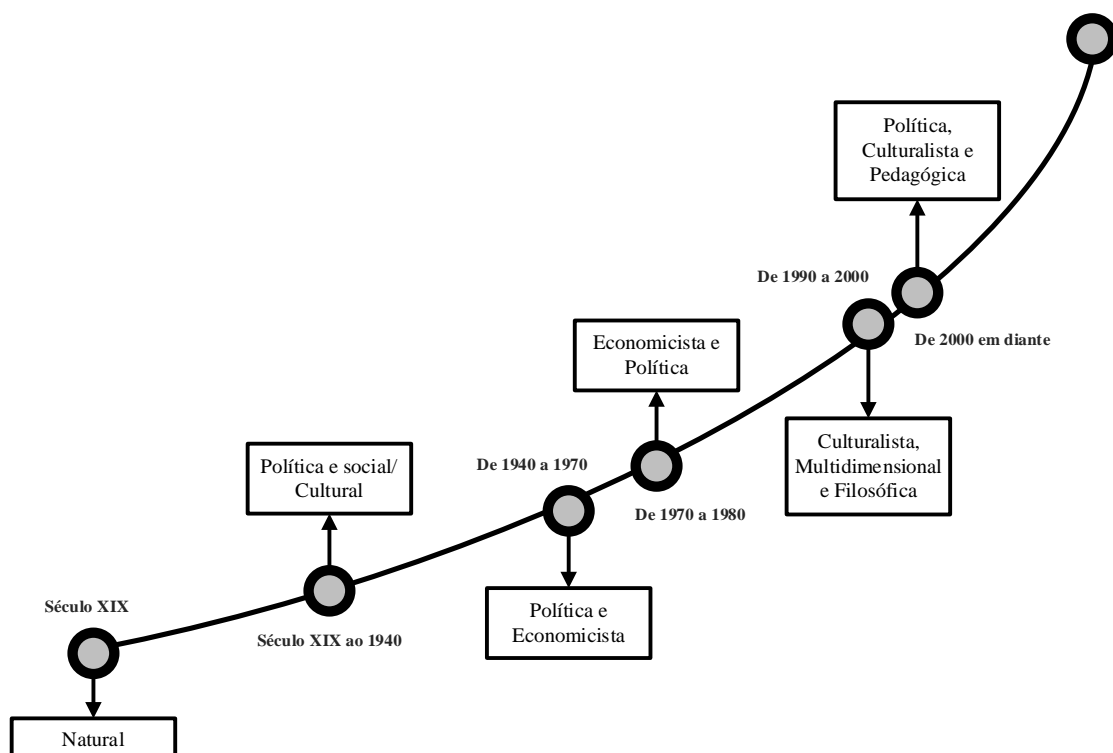 Política,
Culturalista e
Pedagógica
De 1990 a 2000
De 2000 em diante
Economicista e
Política
Culturalista,
Multidimensional
e Filosófica
Política e social/
Cultural
De 1940 a 1970
De 1970 a 1980
Política e
Economicista
Século XIX
Século XIX ao 1940
Natural